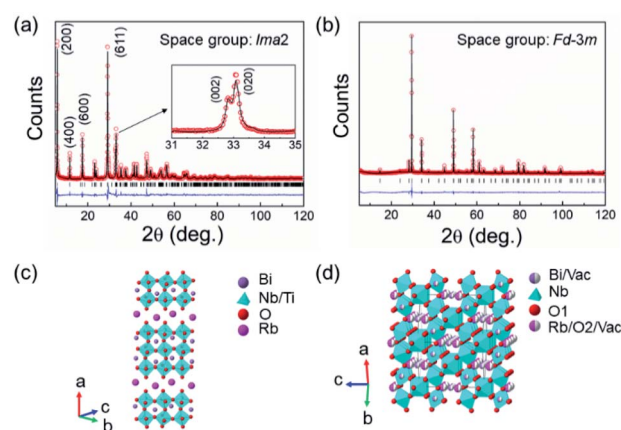 (a)
Space group: Ima2
(200)
(400)
(600)
(611)
(002)
(020)
31 32 33 34 35
Counts
20 40 60 80 100 120
2θ (deg.)
(b)
Space group: Fd-3m
Counts
20 40 60 80 100 120
2θ (deg.)
(c)
Bi
Nb/Ti
O
Rb
a
c
b
(d)
Bi/Vac
Nb
O1
Rb/O2/Vac
a
c
b